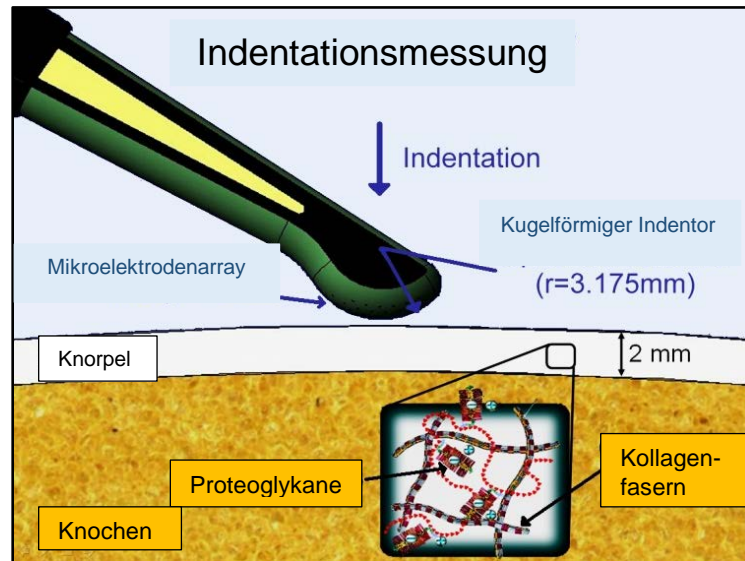 Indentationsmessung
Indentation
Kugelförmiger Indentor
(r=3.175mm)
Mikroelektrodenarray
Knorpel
2 mm
Proteoglykane
Kollagen-
fasern
Knochen